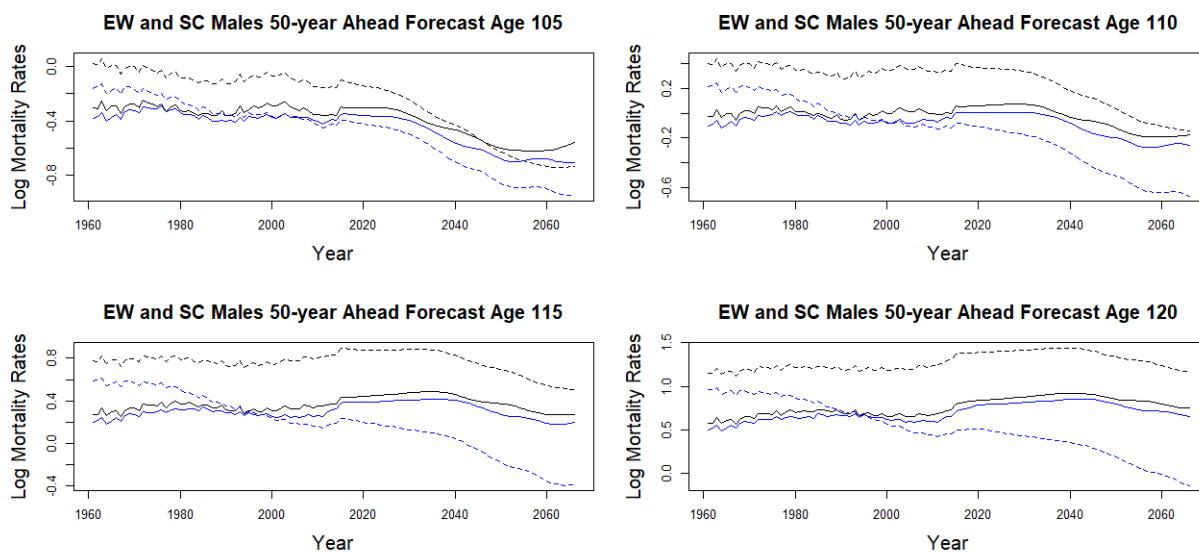 EW and SC Males 50-year Ahead Forecast Age 105
Log Mortality Rates
0.0
-0.4
-0.8
1960 1980 2000 2020 2040 2060
Year
EW and SC Males 50-year Ahead Forecast Age 110
Log Mortality Rates
0.2
-0.2
-0.6
1960 1980 2000 2020 2040 2060
Year
EW and SC Males 50-year Ahead Forecast Age 115
Log Mortality Rates
0.8
0.4
0.0
-0.4
1960 1980 2000 2020 2040 2060
Year
EW and SC Males 50-year Ahead Forecast Age 120
Log Mortality Rates
1.5
1.0
0.5
0.0
1960 1980 2000 2020 2040 2060
Year